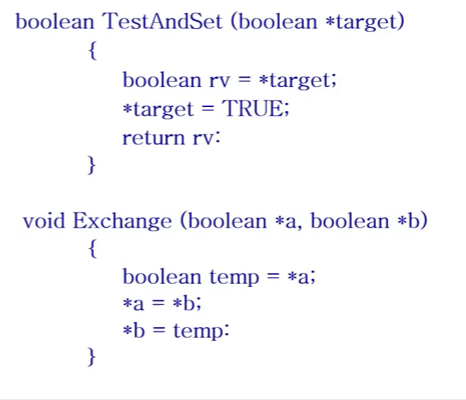 boolean TestAndSet (boolean *target)
{
boolean rv = *target;
*target = TRUE;
return rv:
}
void Exchange (boolean *a, boolean *b)
{
boolean temp = *a;
*a = *b;
*b = temp:
}